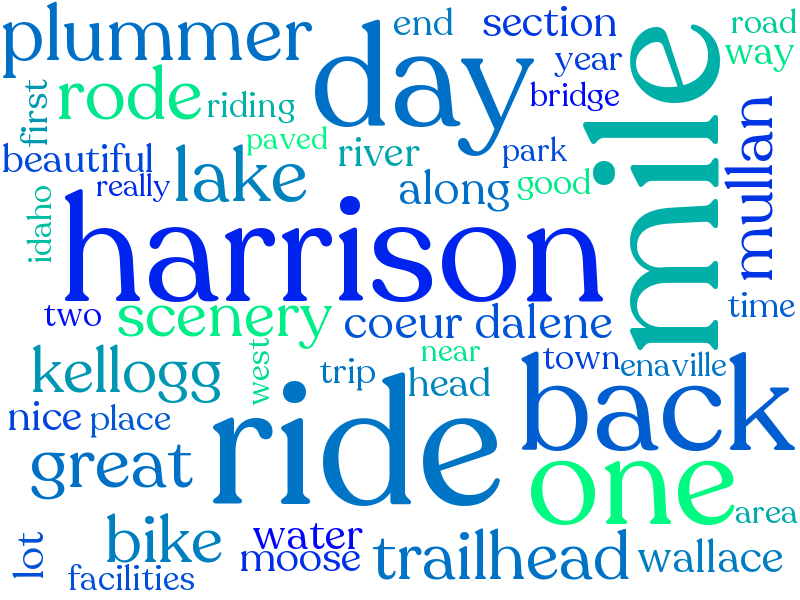 plummer
end
section
road
way
day
year
bridge
mile
rode
riding
first
paved
river
park
mullan
beautiful
really
lake
along
good
idaho
harrison
two
scenery
coeur dalene
time
kellogg
west
trip
near
head
town
enaville
nice
place
back
great
ride
one
area
lot
bike
water
moose
trailhead
wallace
facilities